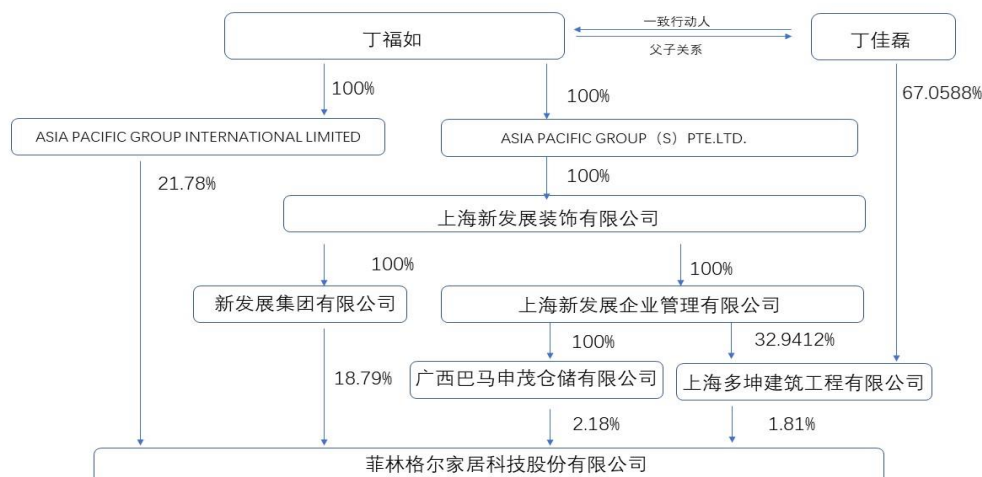 一致行动人
丁福如
丁佳磊
父子关系
100%
100%
67.0588%
ASIA PACIFIC GROUP INTERNATIONAL LIMITED
ASIA PACIFIC GROUP（S）PTE.LTD.
21.78%
100%
上海新发展装饰有限公司
100%
100%
新发展集团有限公司
上海新发展企业管理有限公司
100%
32.9412%
18.79%
广西巴马申茂仓储有限公司
上海多坤建筑工程有限公司
2.18%
1.81%
菲林格尔家居科技股份有限公司